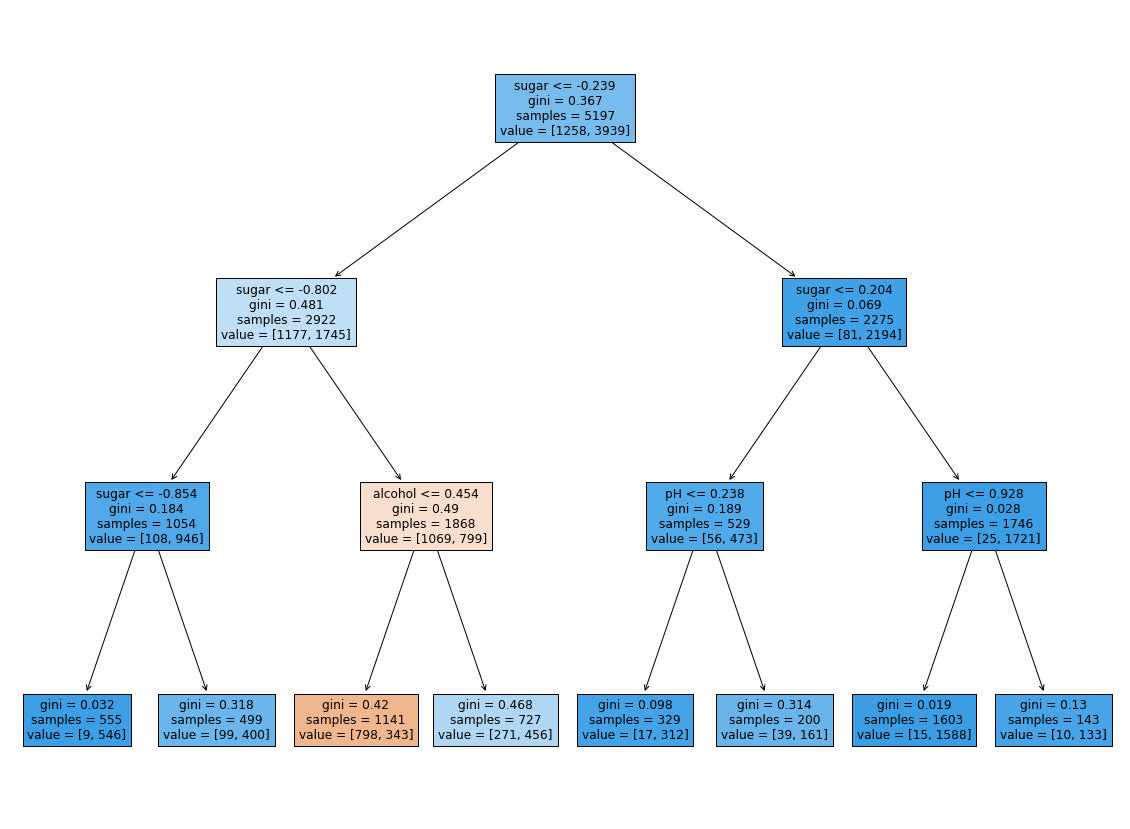 sugar <= -0.239
gini = 0.367
samples = 5197
value = [1258, 3939]
sugar <= -0.802
gini = 0.481
samples = 2922
value = [1177, 1745]
sugar <= 0.204
gini = 0.069
samples = 2275
value = [81, 2194]
sugar <= -0.854
gini = 0.184
samples = 1054
value = [108, 946]
alcohol <= 0.454
gini = 0.49
samples = 1868
value = [1069, 799]
pH <= 0.238
gini = 0.189
samples = 529
value = [56, 473]
pH <= 0.928
gini = 0.028
samples = 1746
value = [25, 1721]
gini = 0.032
samples = 555
value = [9, 546]
gini = 0.318
samples = 499
value = [99, 400]
gini = 0.42
samples = 1141
value = [798, 343]
gini = 0.468
samples = 727
value = [271, 456]
gini = 0.098
samples = 329
value = [17, 312]
gini = 0.314
samples = 200
value = [39, 161]
gini = 0.019
samples = 1603
value = [15, 1588]
gini = 0.13
samples = 143
value = [10, 133]